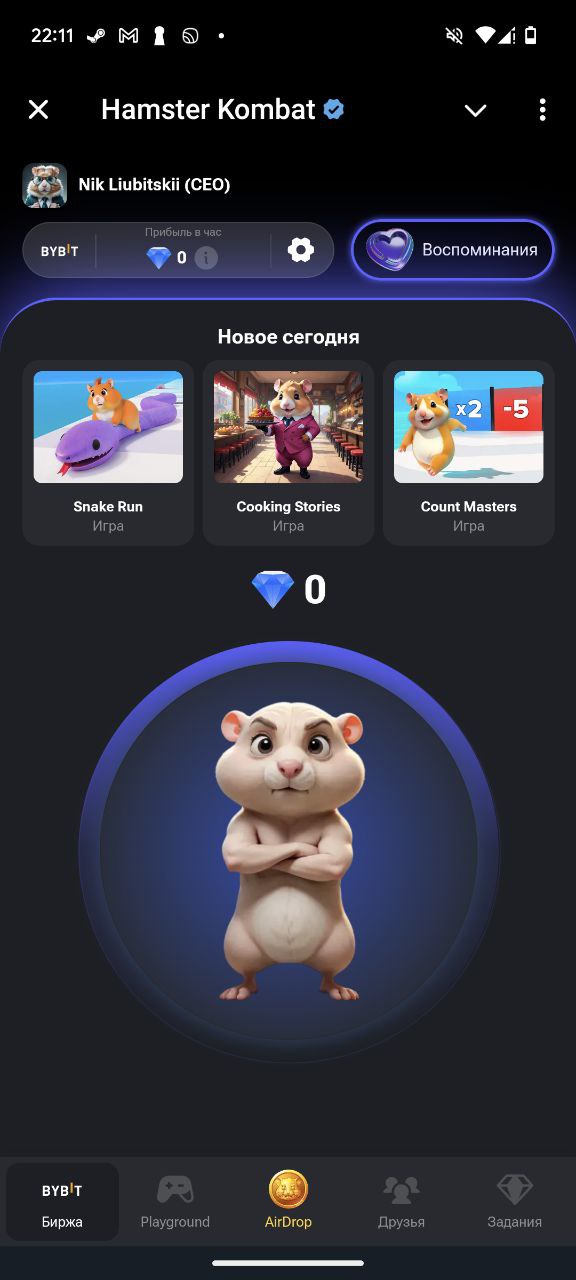 22:11
Hamster Kombat
Nik Liubitskii (CEO)
BYBIT
Прибыль в час
0
i
Воспоминания
Новое сегодня
x2 -5
Snake Run
Игра
Cooking Stories
Игра
Count Masters
Игра
0
BYBIT
Биржа
Playground
AirDrop
Друзья
Задания